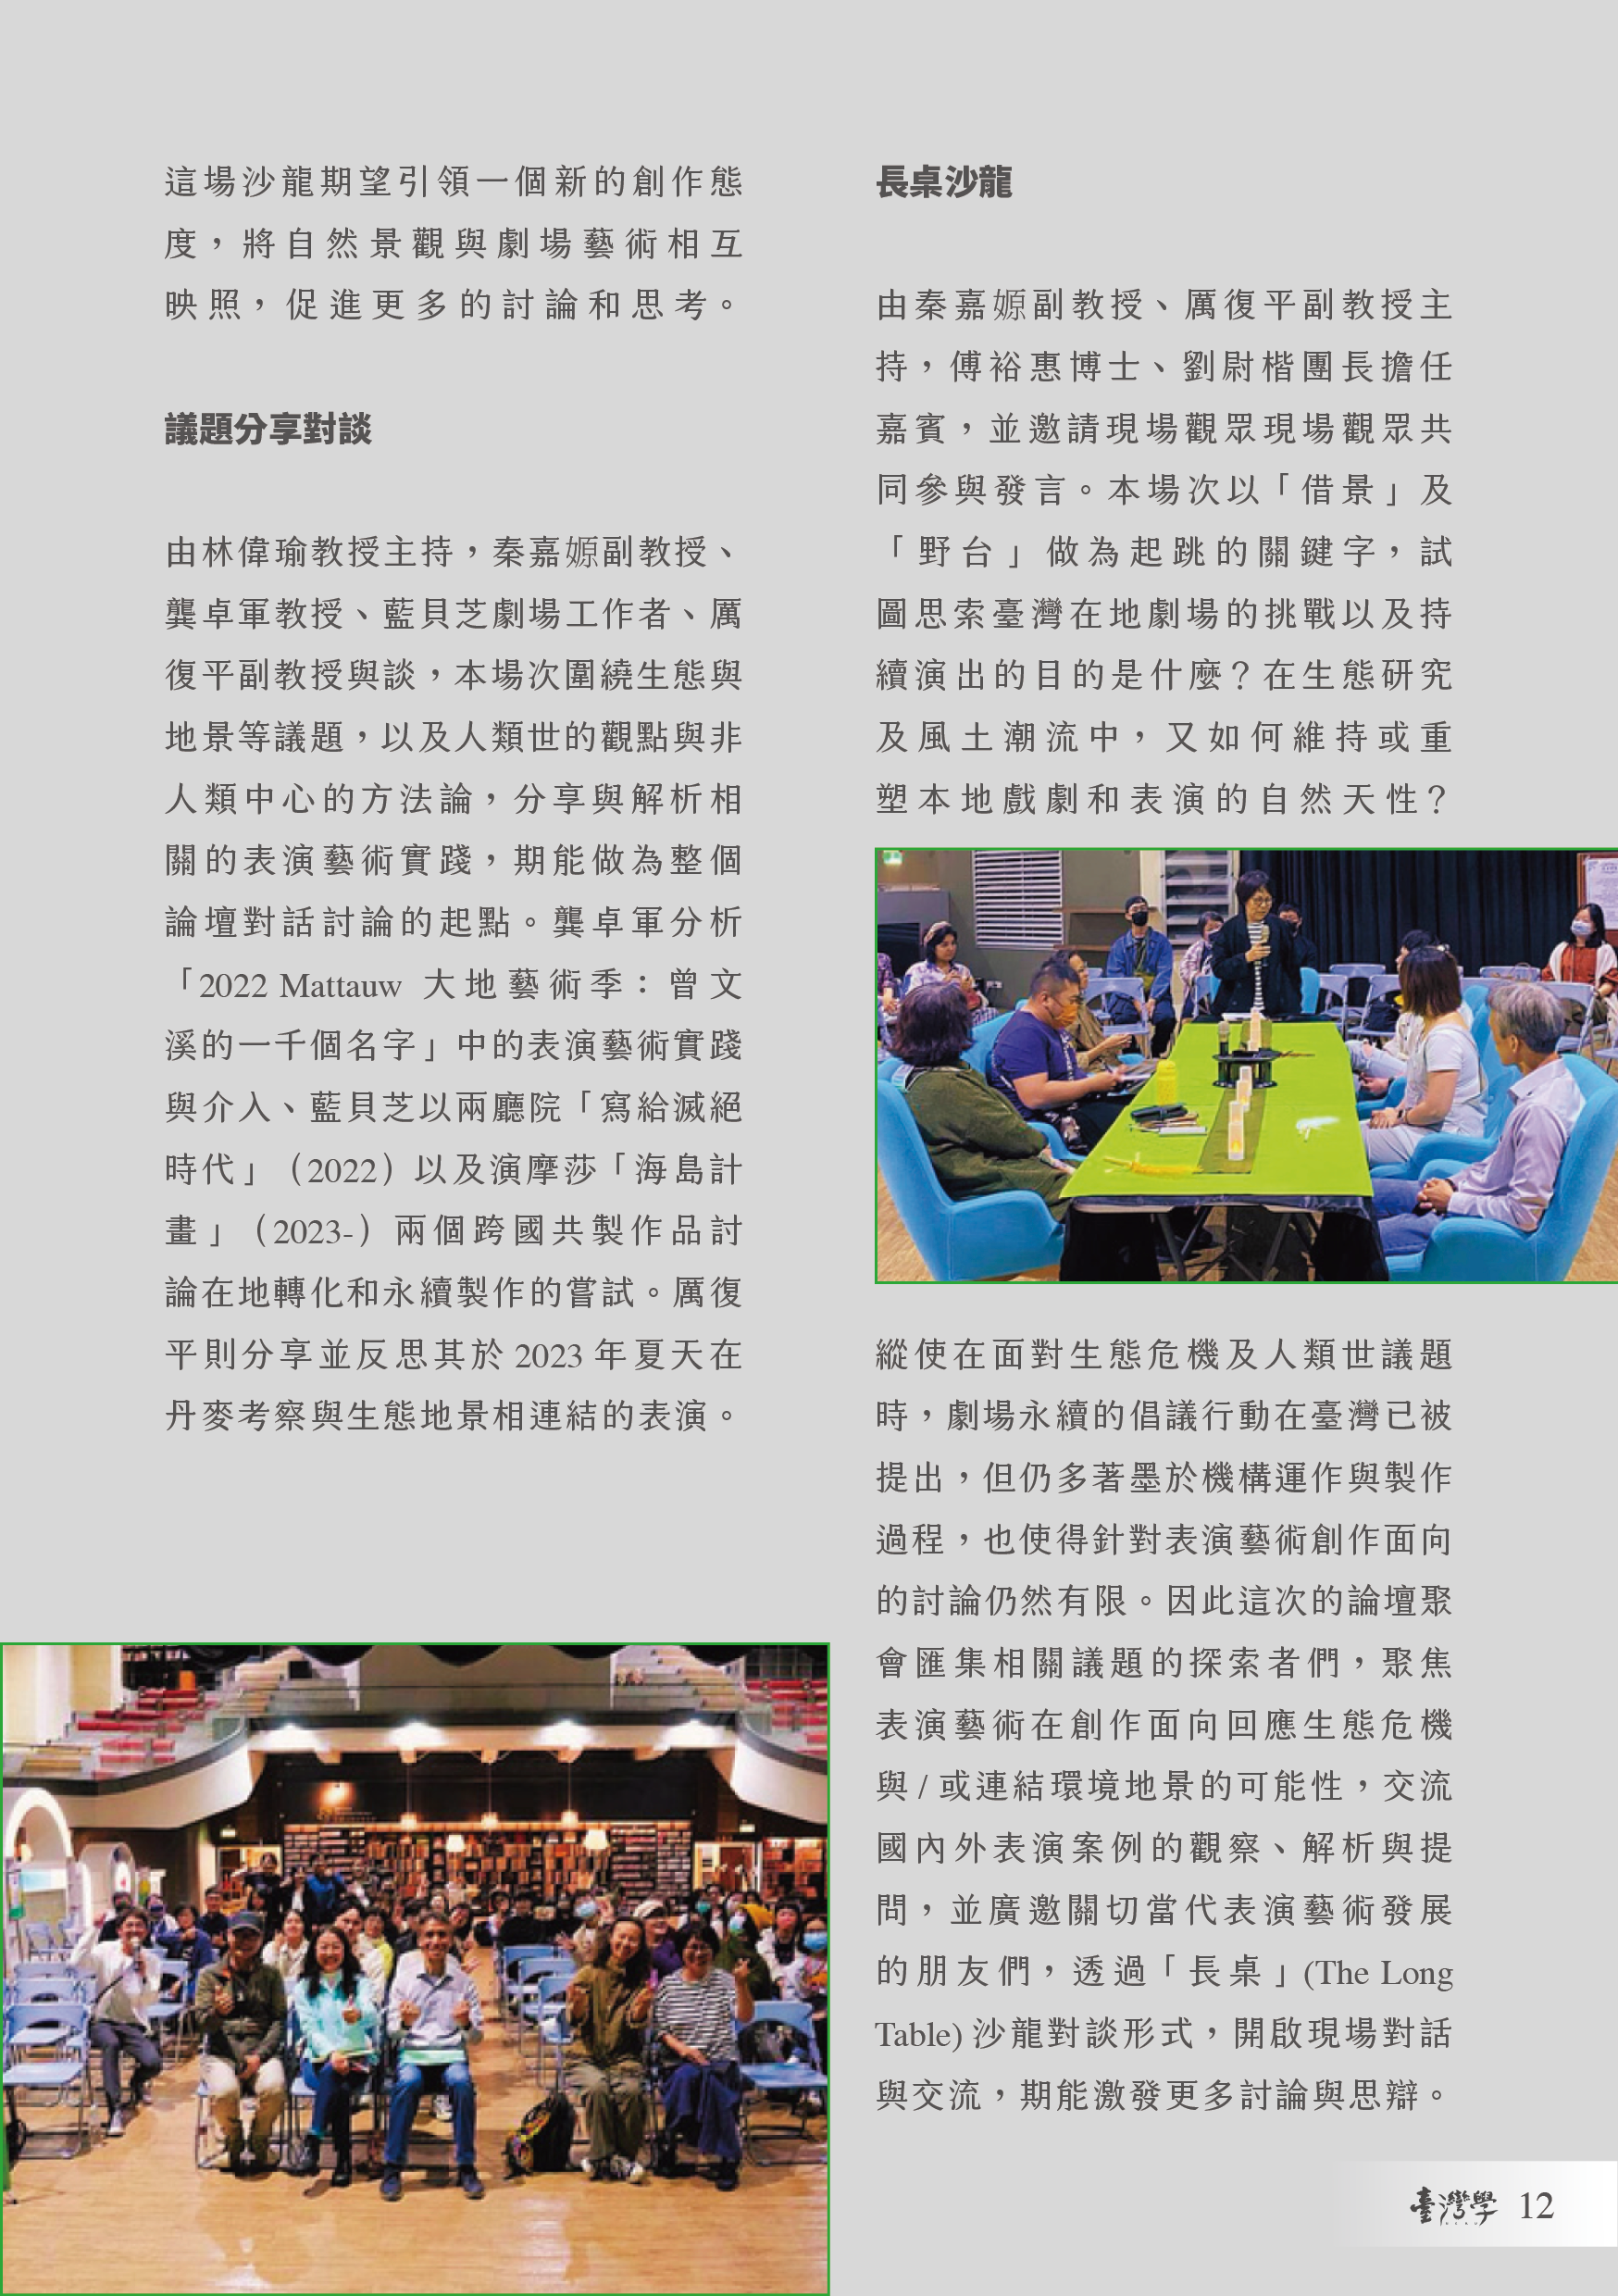 這場沙龍期望引領一個新的創作態
度，將自然景觀與劇場藝術相互
映照，促進更多的討論和思考。
議題分享對談
由林偉瑜教授主持，秦嘉嫄副教授、
龔卓軍教授、藍貝芝劇場工作者、厲
復平副教授與談，本場次圍繞生態與
地景等議題，以及人類世的觀點與非
人類中心的方法論，分享與解析相
關的表演藝術實踐，期能做為整個
論壇對話討論的起點。龔卓軍分析
「2022 Mattauw 大地藝術季：曾文
溪的一千個名字」中的表演藝術實踐
與介入、藍貝芝以兩廳院「寫給滅絕
時代」（2022）以及演摩莎「海島計
畫」（2023-）兩個跨國共製作品討
論在地轉化和永續製作的嘗試。厲復
平則分享並反思其於 2023 年夏天在
丹麥考察與生態地景相連結的表演。
長桌沙龍
由秦嘉嫄副教授、厲復平副教授主
持，傅裕惠博士、劉尉楷團長擔任
嘉賓，並邀請現場觀眾現場觀眾共
同參與發言。本場次以「借景」及
「野台」做為起跳的關鍵字，試
圖思索臺灣在地劇場的挑戰以及持
續演出的目的是什麼？在生態研究
及風土潮流中，又如何維持或重
塑本地戲劇和表演的自然天性？
縱使在面對生態危機及人類世議題
時，劇場永續的倡議行動在臺灣已被
提出，但仍多著墨於機構運作與製作
過程，也使得針對表演藝術創作面向
的討論仍然有限。因此這次的論壇聚
會匯集相關議題的探索者們，聚焦
表演藝術在創作面向回應生態危機
與 / 或連結環境地景的可能性，交流
國內外表演案例的觀察、解析與提
問，並廣邀關切當代表演藝術發展
的朋友們，透過「長桌」(The Long
Table) 沙龍對談形式，開啟現場對話
與交流，期能激發更多討論與思辯。
臺灣學 12